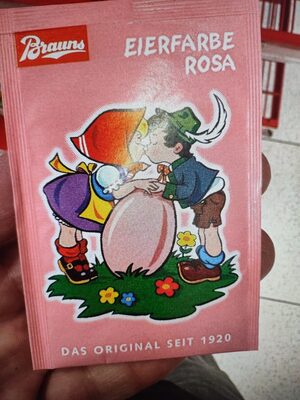 Brauns
EIERFARBE
ROSA
DAS ORIGINAL SEIT 1920